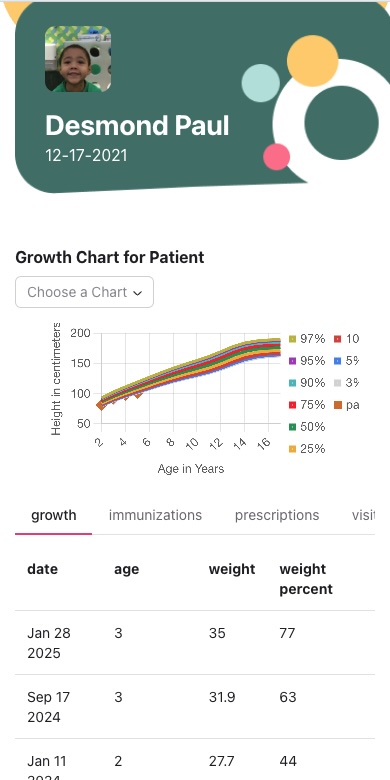 Desmond Paul
12-17-2021
Growth Chart for Patient
Choose a Chart
Height in centimeters
200
150
100
50
2 4 6 8 10 12 14 16
Age in Years
97% 10
95% 5%
90% 3%
75% pa
50%
25%
growth immunizations prescriptions visit
date age weight weight percent
Jan 28 2025 3 35 77
Sep 17 2024 3 31.9 63
Jan 11 2024 2 27.7 44